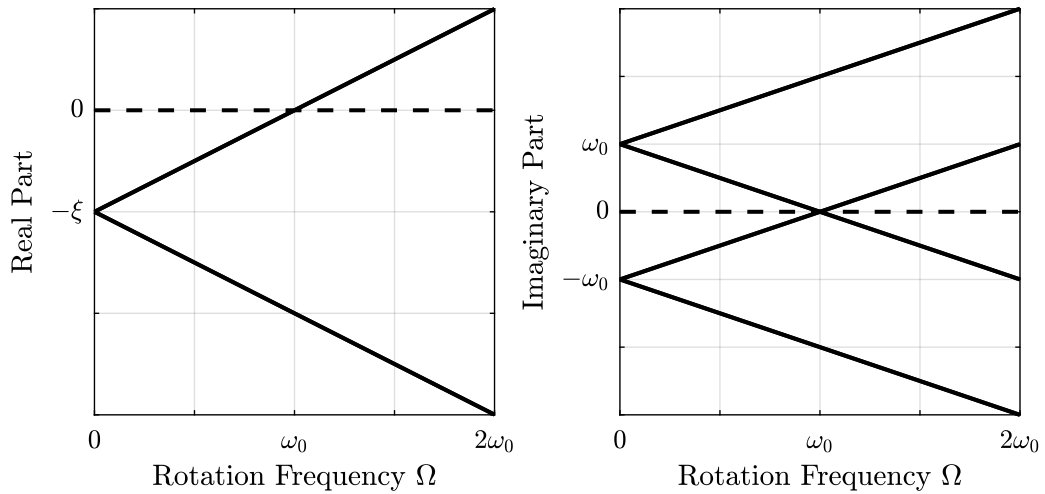 Real Part
0
−ξ
0
ω₀
2ω₀
Rotation Frequency Ω
Imaginary Part
ω₀
0
−ω₀
0
ω₀
2ω₀
Rotation Frequency Ω